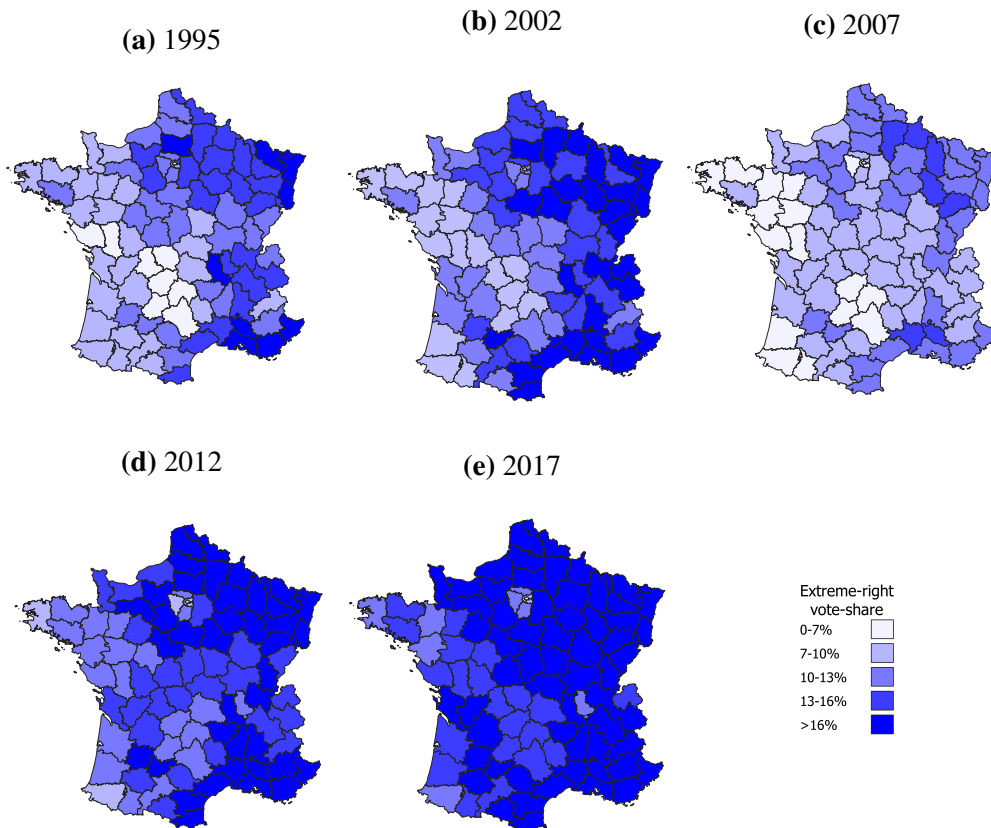 (a) 1995
(b) 2002
(c) 2007
(d) 2012
(e) 2017
Extreme-right
vote-share
0-7%
7-10%
10-13%
13-16%
>16%